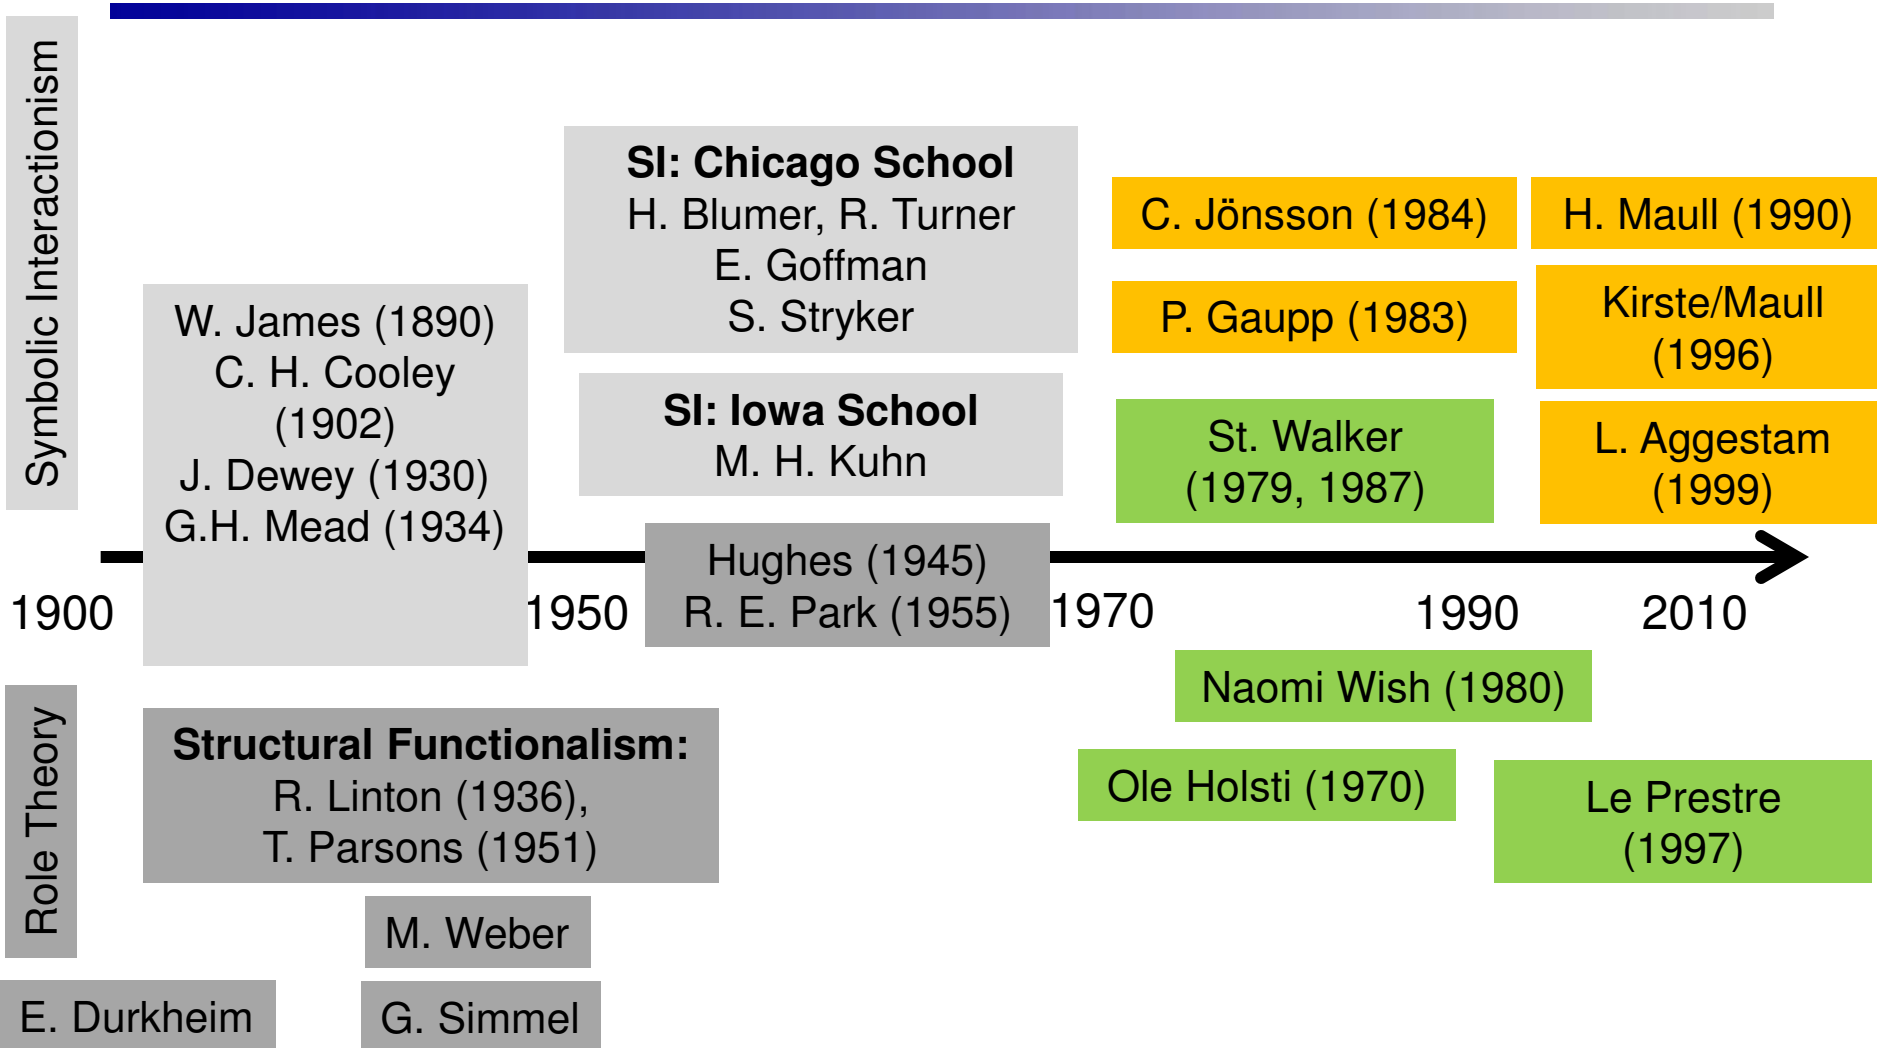 Symbolic Interactionism
W. James (1890)
C. H. Cooley
(1902)
J. Dewey (1930)
G.H. Mead (1934)
SI: Chicago School
H. Blumer, R. Turner
E. Goffman
S. Stryker
SI: Iowa School
M. H. Kuhn
C. Jönsson (1984)
H. Maull (1990)
P. Gaupp (1983)
Kirste/Maull
(1996)
St. Walker
(1979, 1987)
L. Aggestam
(1999)
Hughes (1945)
R. E. Park (1955)
1900
1950
1970
1990
2010
Role Theory
Structural Functionalism:
R. Linton (1936),
T. Parsons (1951)
Naomi Wish (1980)
Ole Holsti (1970)
Le Prestre
(1997)
M. Weber
E. Durkheim
G. Simmel